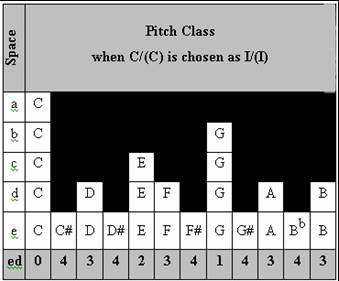 Space
Pitch Class
when C/(C) is chosen as I/(I)
a C
b C G
c C E G
d C D E F G A B
e C C# D D# E F F# G G# A Bb B
ed 0 4 3 4 2 3 4 1 4 3 4 3